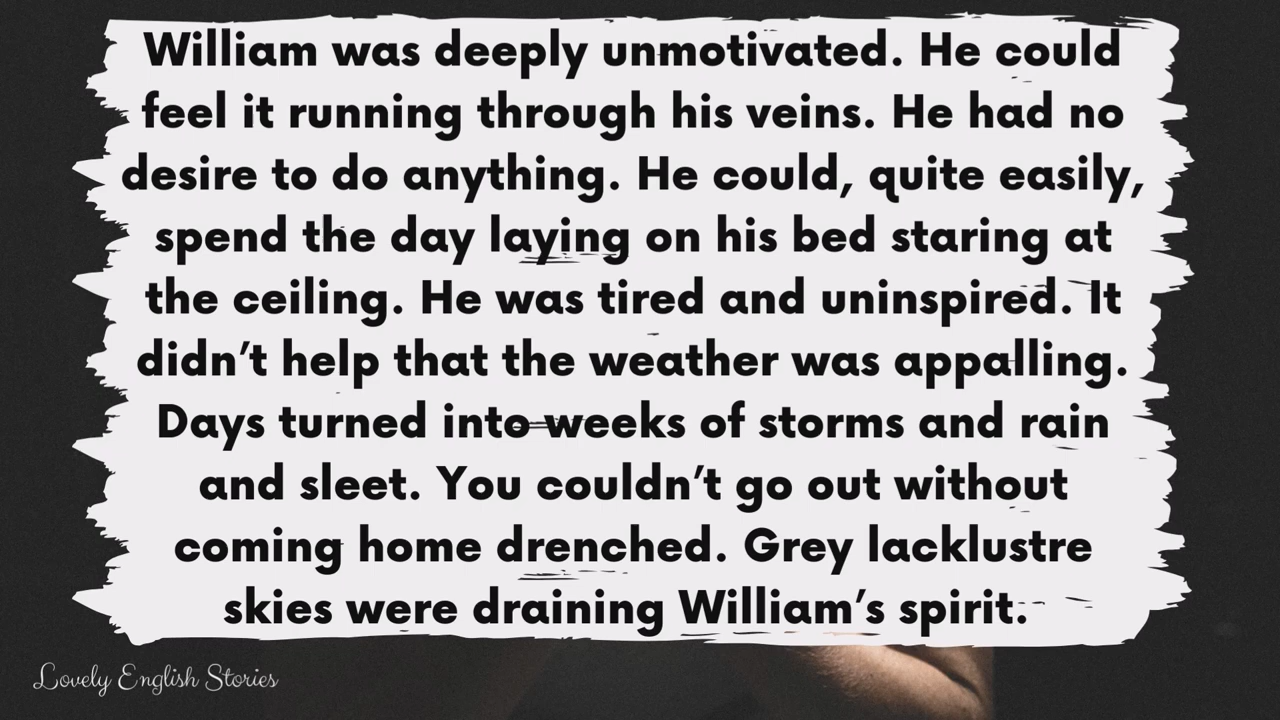 William was deeply unmotivated. He could
feel it running through his veins. He had no
desire to do anything. He could, quite easily,
spend the day laying on his bed staring at
the ceiling. He was tired and uninspired. It
didn’t help that the weather was appalling.
Days turned into weeks of storms and rain
and sleet. You couldn’t go out without
coming home drenched. Grey lacklustre
skies were draining William’s spirit.
Lovely English Stories